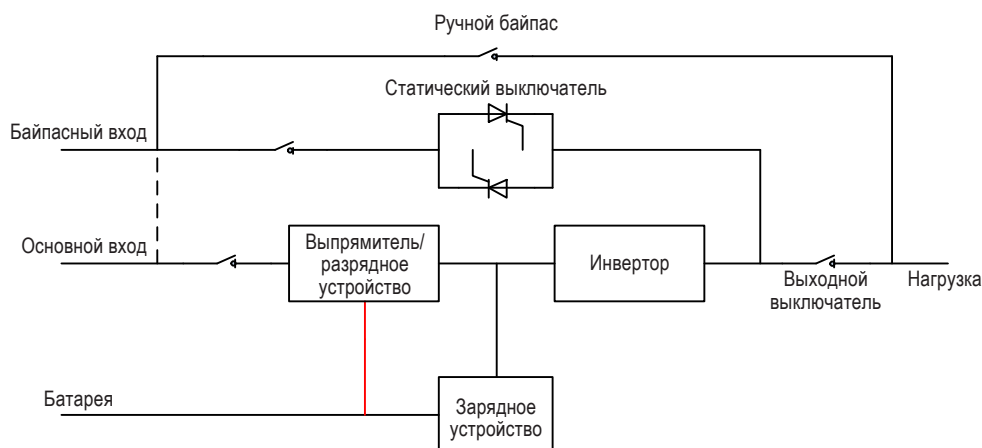 Ручной байпас
Статический выключатель
Байпасный вход
Основной вход
Выпрямитель/
разрядное
устройство
Инвертор
Выходной
выключатель
Нагрузка
Батарея
Зарядное
устройство